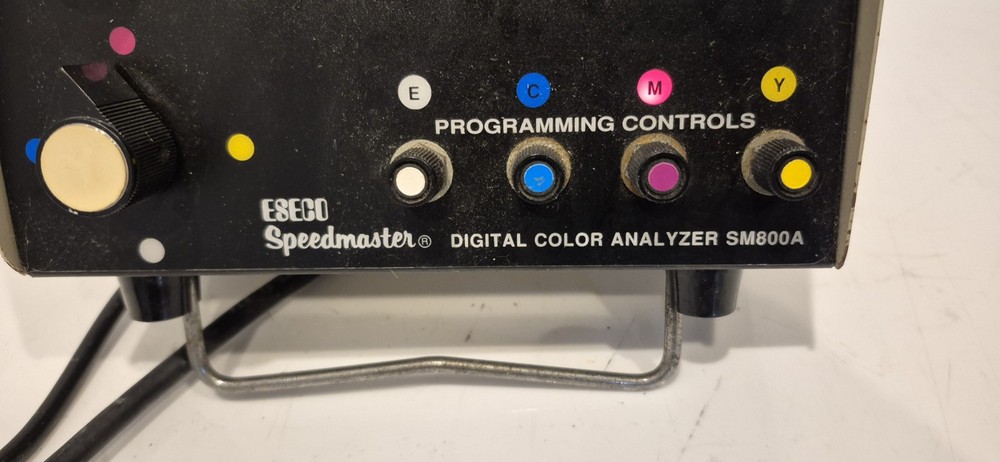 E C M Y
PROGRAMMING CONTROLS
ESECO
Speedmaster® DIGITAL COLOR ANALYZER SM800A